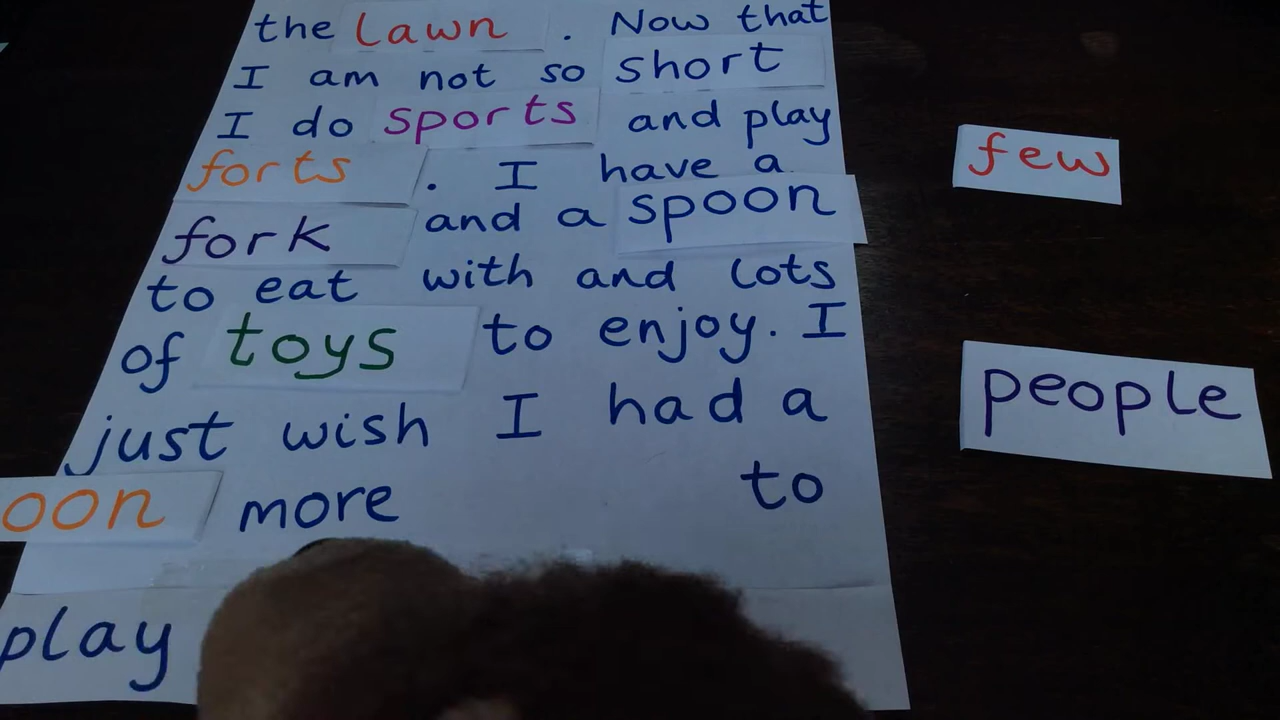 the lawn . Now that
I am not so short
I do sports and play
forts . I have a
fork and a spoon
to eat with and lots
of toys to enjoy. I
just wish I had a
oon more to
play
few
people